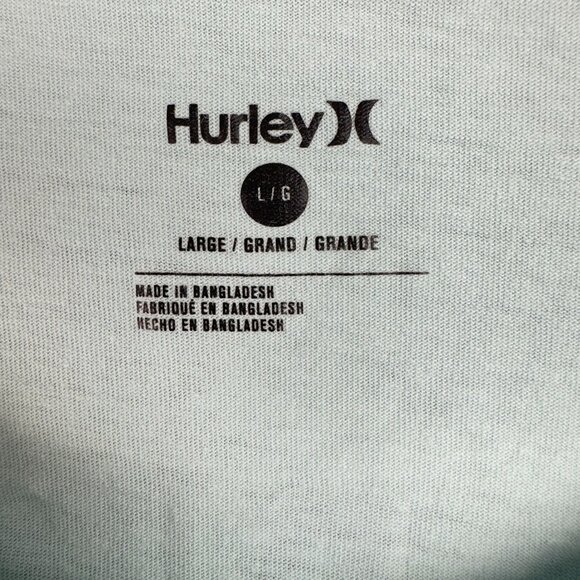 Hurley
L/G
LARGE / GRAND / GRANDE
MADE IN BANGLADESH
FABRIQUÉ EN BANGLADESH
HECHO EN BANGLADESH